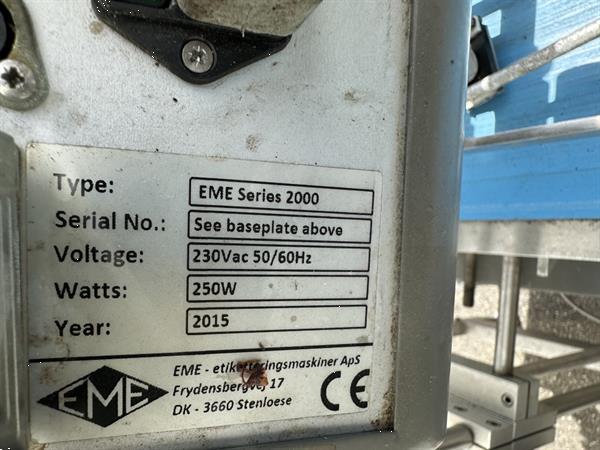 Type: EME Series 2000
Serial No.: See baseplate above
Voltage: 230Vac 50/60Hz
Watts: 250W
Year: 2015
EME - etiketteringsmaskiner ApS
Frydensbergvej 17
DK - 3660 Stenloese
EME
CE